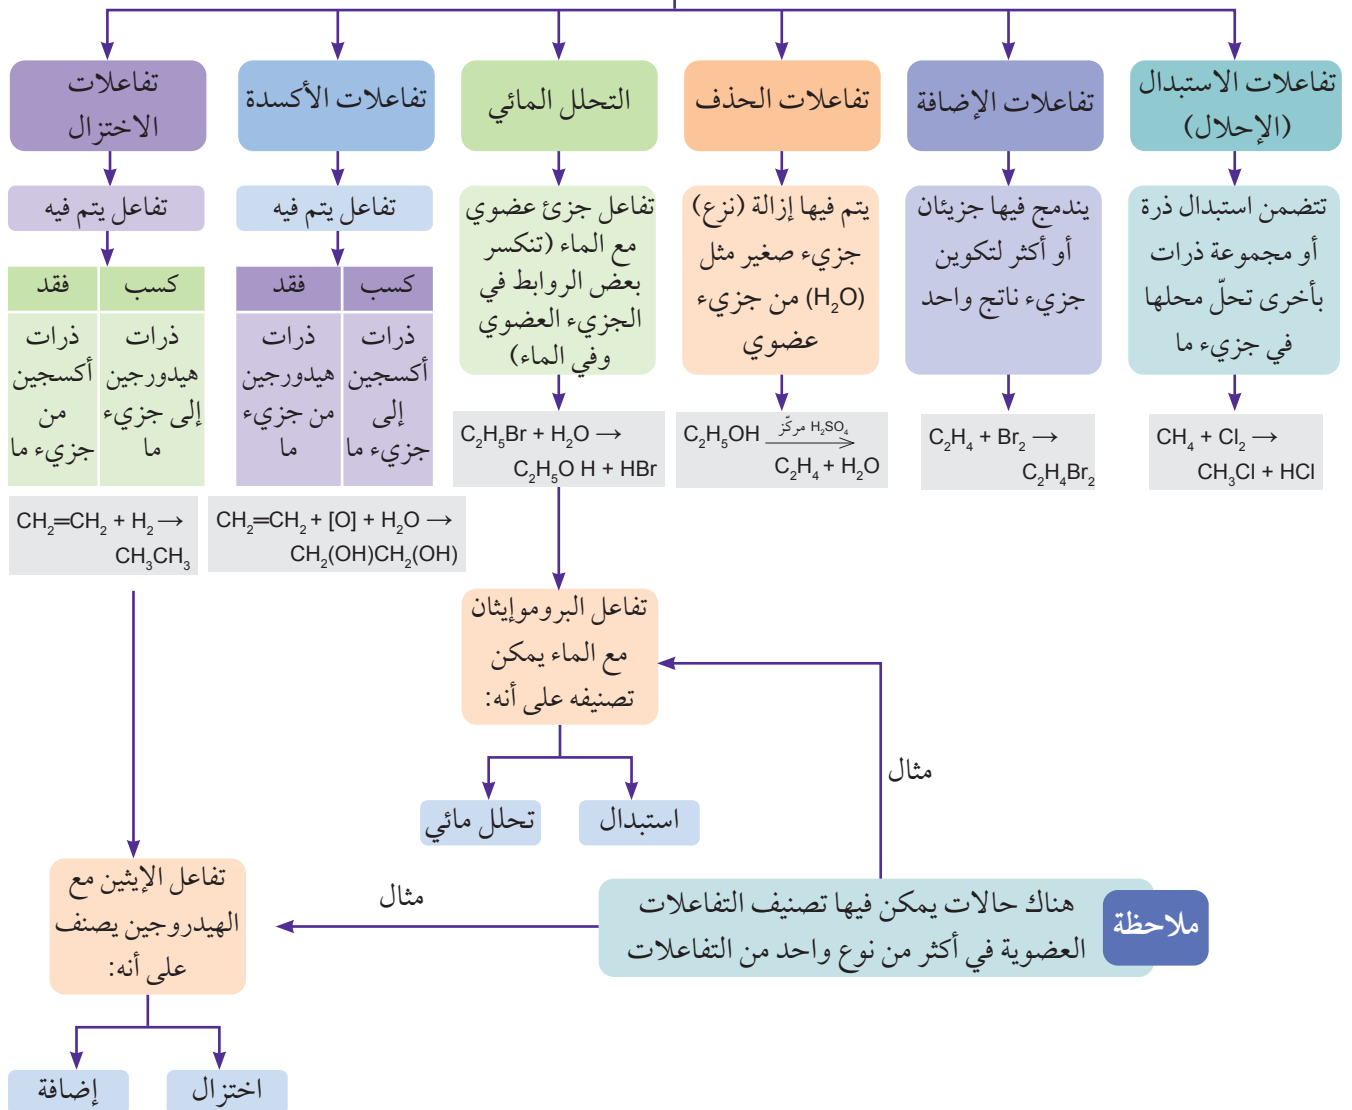 تفاعلات الاستبدال
(الإحلال)
تتضمن استبدال ذرة
أو مجموعة ذرات
بأخرى تحلّ محلها
في جزيء ما
CH₄ + Cl₂ →
CH₃Cl + HCl
تفاعلات الإضافة
يندمج فيها جزيئان
أو أكثر لتكوين
جزيء ناتج واحد
C₂H₄ + Br₂ →
C₂H₄Br₂
تفاعلات الحذف
يتم فيها إزالة (نزع)
جزيء صغير مثل
(H₂O) من جزيء
عضوي
C₂H₅OH مركّز H₂SO₄ →
C₂H₄ + H₂O
التحلل المائي
تفاعل جزئ عضوي
مع الماء (تنكسر
بعض الروابط في
الجزيء العضوي
وفي الماء)
C₂H₅Br + H₂O →
C₂H₅O H + HBr
تفاعلات الأكسدة
تفاعل يتم فيه
كسب
ذرات
أكسجين
إلى
جزيء ما
فقد
ذرات
هيدورجين
من جزيء
ما
CH₂=CH₂ + [O] + H₂O →
CH₂(OH)CH₂(OH)
تفاعلات
الاختزال
تفاعل يتم فيه
كسب
ذرات
هيدورجين
إلى جزيء
ما
فقد
ذرات
أكسجين
من
جزيء ما
CH₂=CH₂ + H₂ →
CH₃CH₃
تفاعل البروموإيثان
مع الماء يمكن
تصنيفه على أنه:
استبدال
تحلل مائي
مثال
ملاحظة
هناك حالات يمكن فيها تصنيف التفاعلات
العضوية في أكثر من نوع واحد من التفاعلات
مثال
تفاعل الإيثين مع
الهيدروجين يصنف
على أنه:
اختزال
إضافة